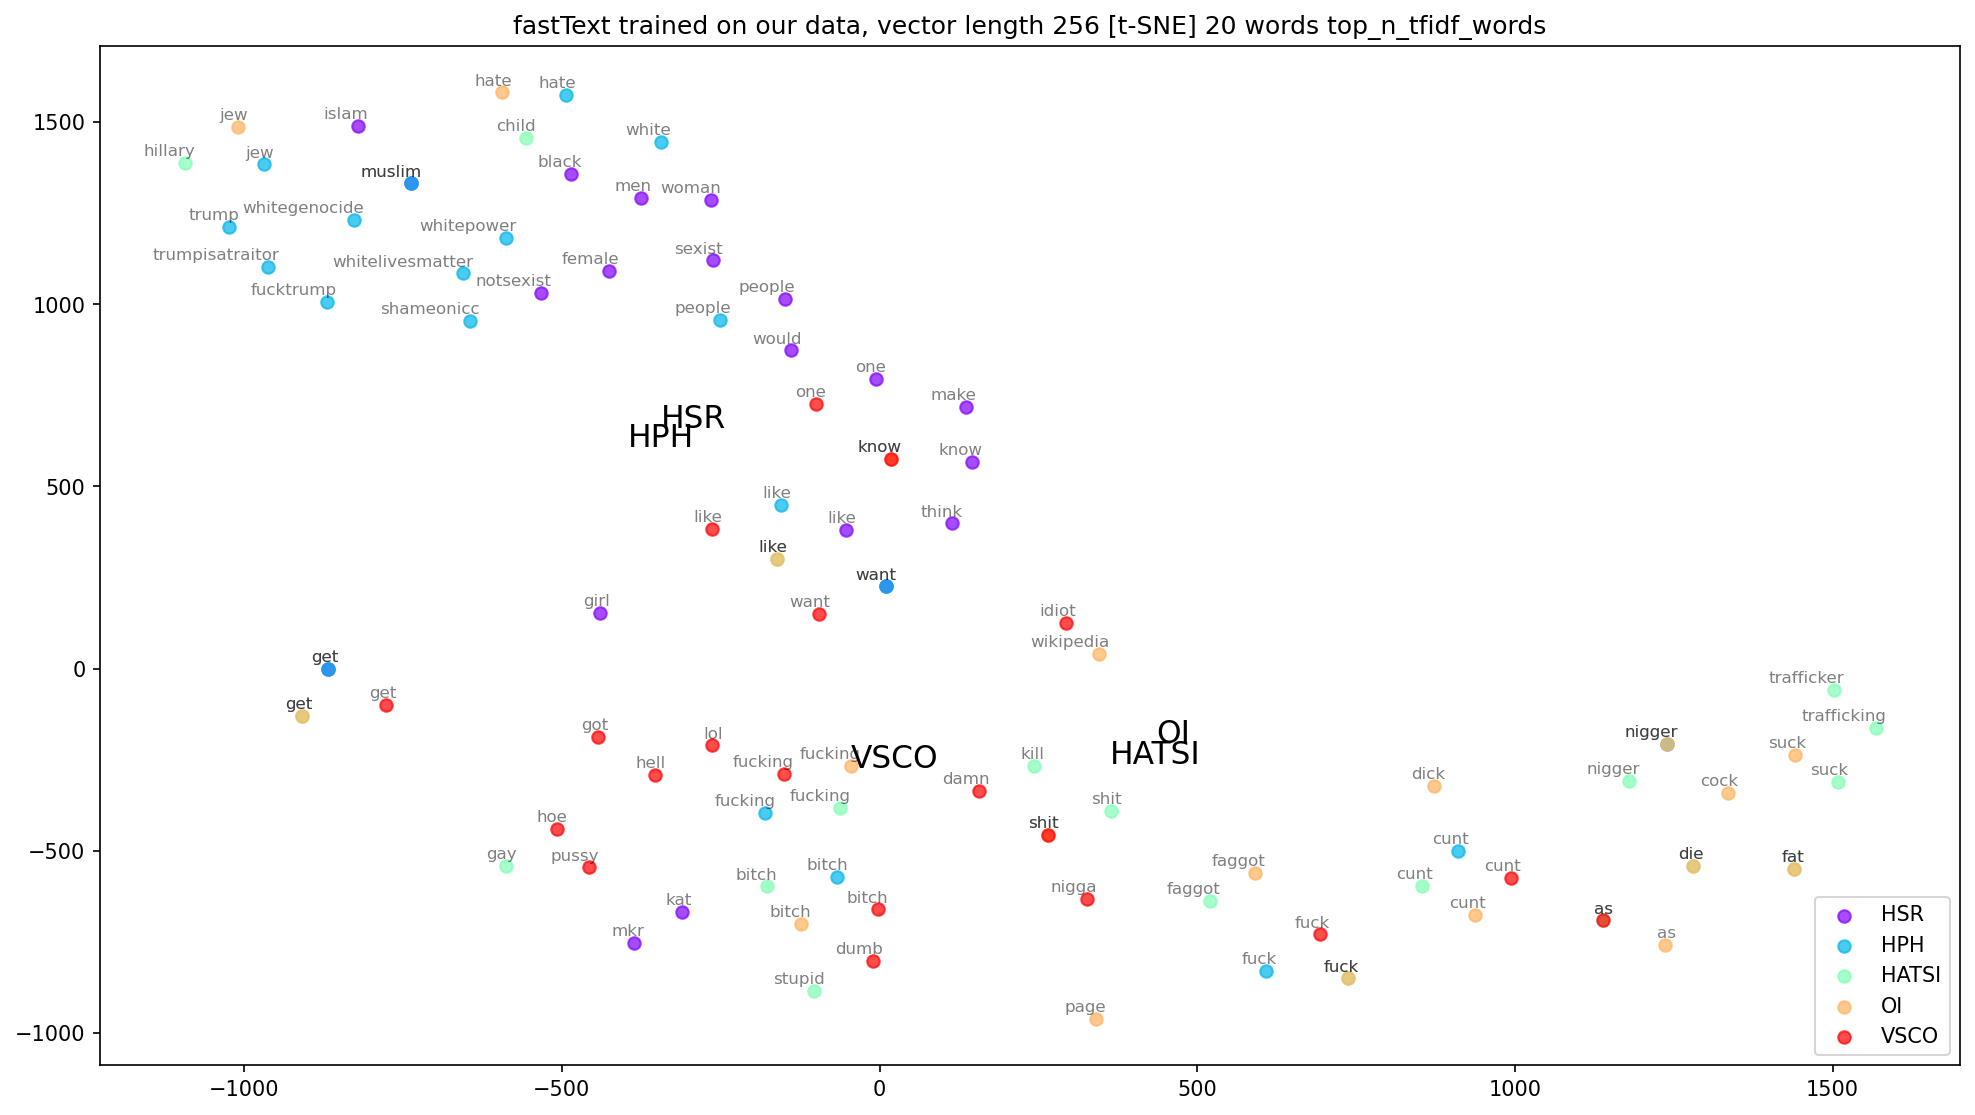 fastText trained on our data, vector length 256 [t-SNE] 20 words top_n_tfidf_words
hate
hate
jew
islam
child
white
hillary
jew
black
muslim
men
woman
whitegenocide
trump
whitepower
sexist
trumpisatraitor
whitelivesmatter
female
notsexist
people
fucktrump
shameonicc
people
would
one
one
make
HSR
HPH
know
know
like
like
like
think
like
want
girl
want
idiot
wikipedia
get
get
get
trafficker
trafficking
got
lol
OI
nigger
suck
hell
fucking
fucking
VSCO
HATSI
kill
damn
dick
nigger
cock
suck
fucking
fucking
shit
shit
hoe
gay
pussy
bitch
bitch
bitch
bitch
cunt
cunt
cunt
cunt
die
fat
faggot
faggot
nigga
kat
mkr
dumb
stupid
fuck
fuck
fuck
as
as
page
HSR
HPH
HATSI
OI
VSCO
1500
1000
500
0
−500
−1000
−1000
−500
0
500
1000
1500